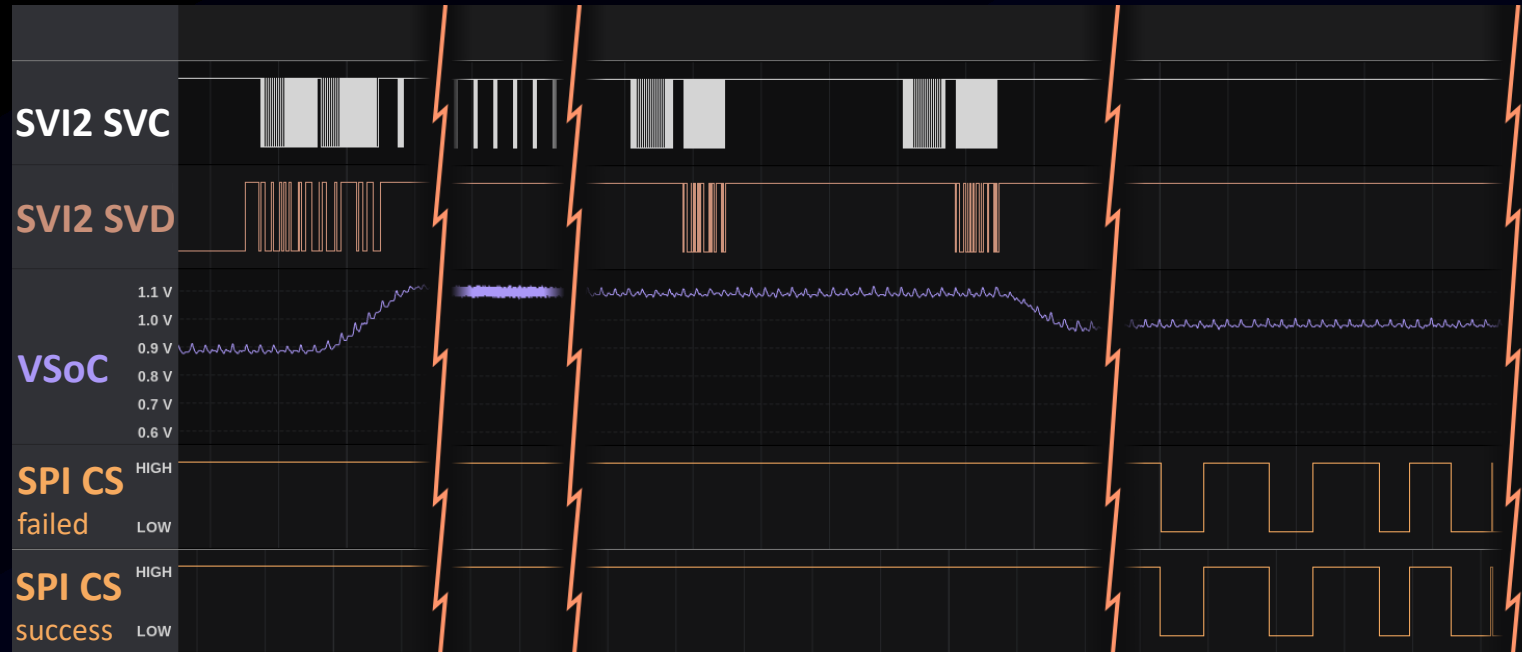 SVI2 SVC
SVI2 SVD
VSoC
1.1 V
1.0 V
0.9 V
0.8 V
0.7 V
0.6 V
SPI CS
failed
HIGH
LOW
SPI CS
success
HIGH
LOW